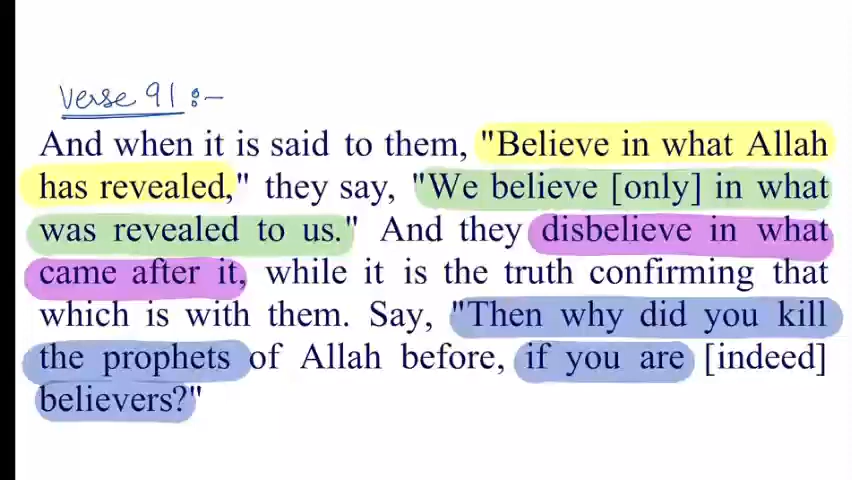 Verse 91 :-
And when it is said to them, "Believe in what Allah
has revealed," they say, "We believe [only] in what
was revealed to us." And they disbelieve in what
came after it, while it is the truth confirming that
which is with them. Say, "Then why did you kill
the prophets of Allah before, if you are [indeed]
believers?"